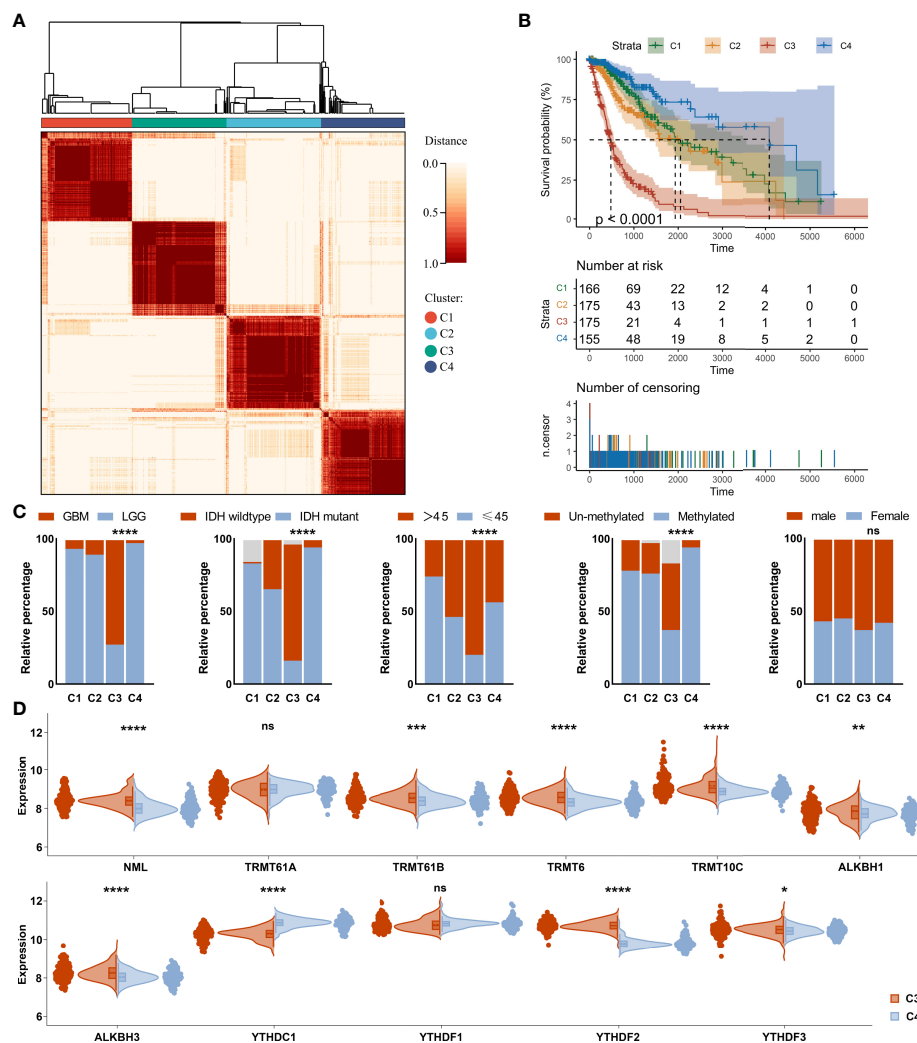 A
Distance
0.0
0.5
1.0
Cluster:
C1
C2
C3
C4
B
Strata C1 C2 C3 C4
Survival probability (%)
100
75
50
25
0
p < 0.0001
0 1000 2000 3000 4000 5000 6000
Time
Number at risk
Strata
C1 166 69 22 12 4 1 0
C2 175 43 13 2 2 0 0
C3 175 21 4 1 1 1 1
C4 155 48 19 8 5 2 0
0 1000 2000 3000 4000 5000 6000
Time
Number of censoring
n.censor
4
3
2
1
0
0 1000 2000 3000 4000 5000 6000
Time
C
GBM LGG
****
Relative percentage
100
50
0
C1 C2 C3 C4
IDH wildtype IDH mutant
****
Relative percentage
100
50
0
C1 C2 C3 C4
>45 ≤45
****
Relative percentage
100
50
0
C1 C2 C3 C4
Un-methylated Methylated
****
Relative percentage
100
50
0
C1 C2 C3 C4
male Female
ns
Relative percentage
100
50
0
C1 C2 C3 C4
D
Expression
12
10
8
6
**** ns *** **** **** **
NML TRMT61A TRMT61B TRMT6 TRMT10C ALKBH1
Expression
12
10
8
6
**** **** ns **** *
ALKBH3 YTHDC1 YTHDF1 YTHDF2 YTHDF3
C3
C4